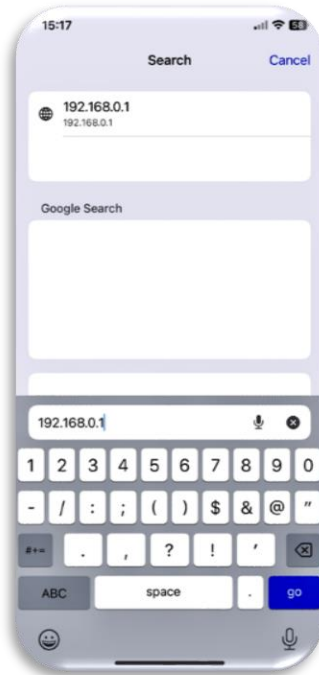 15:17
58
Search
Cancel
192.168.0.1
192.168.0.1
Google Search
192.168.0.1
1 2 3 4 5 6 7 8 9 0
- / : ; ( ) $ & @ "
#+= . , ? ! '
ABC space . go